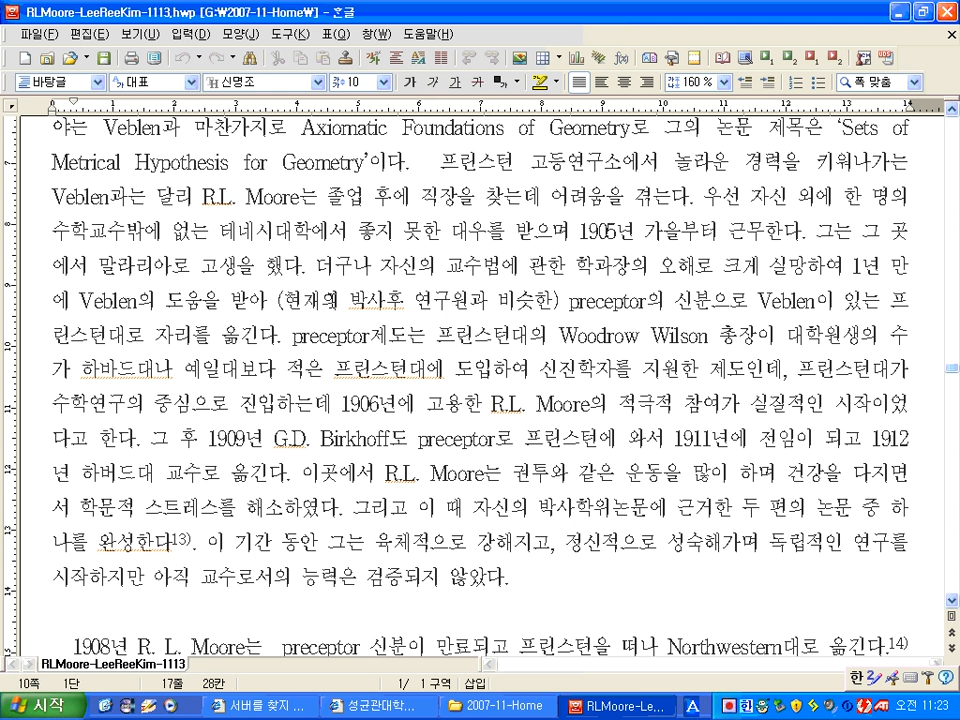 RLMoore-LeeReeKim-1113.hwp [G:₩2007-11-Home₩] - 한글
파일(F) 편집(E) 보기(U) 입력(D) 모양(J) 도구(K) 표(Q) 창(W) 도움말(H)
바탕글 대표 신명조 10 160 % 폭 맞춤
0 1 2 3 4 5 6 7 8 9 10 11 12 13 14
야는 Veblen과 마찬가지로 Axiomatic Foundations of Geometry로 그의 논문 제목은 ‘Sets of
Metrical Hypothesis for Geometry’이다. 프린스턴 고등연구소에서 놀라운 경력을 키워나가는
Veblen과는 달리 R.L. Moore는 졸업 후에 직장을 찾는데 어려움을 겪는다. 우선 자신 외에 한 명의
수학교수밖에 없는 테네시대학에서 좋지 못한 대우를 받으며 1905년 가을부터 근무한다. 그는 그 곳
에서 말라리아로 고생을 했다. 더구나 자신의 교수법에 관한 학과장의 오해로 크게 실망하여 1년 만
에 Veblen의 도움을 받아 (현재의 박사후 연구원과 비슷한) preceptor의 신분으로 Veblen이 있는 프
린스턴대로 자리를 옮긴다. preceptor제도는 프린스턴대의 Woodrow Wilson 총장이 대학원생의 수
가 하바드대나 예일대보다 적은 프린스턴대에 도입하여 신진학자를 지원한 제도인데, 프린스턴대가
수학연구의 중심으로 진입하는데 1906년에 고용한 R.L. Moore의 적극적 참여가 실질적인 시작이었
다고 한다. 그 후 1909년 G.D. Birkhoff도 preceptor로 프린스턴에 와서 1911년에 전임이 되고 1912
년 하버드대 교수로 옮긴다. 이곳에서 R.L. Moore는 권투와 같은 운동을 많이 하며 건강을 다지면
서 학문적 스트레스를 해소하였다. 그리고 이 때 자신의 박사학위논문에 근거한 두 편의 논문 중 하
나를 완성한다13). 이 기간 동안 그는 육체적으로 강해지고, 정신적으로 성숙해가며 독립적인 연구를
시작하지만 아직 교수로서의 능력은 검증되지 않았다.
1908년 R. L. Moore는 preceptor 신분이 만료되고 프린스턴을 떠나 Northwestern대로 옮긴다.14)
RLMoore-LeeReeKim-1113
10쪽 1단 17줄 28칸 1/ 1 구역 삽입
시작 서버를 찾지 ... 성균관대학... 2007-11-Home RLMoore-Le... 오전 11:23